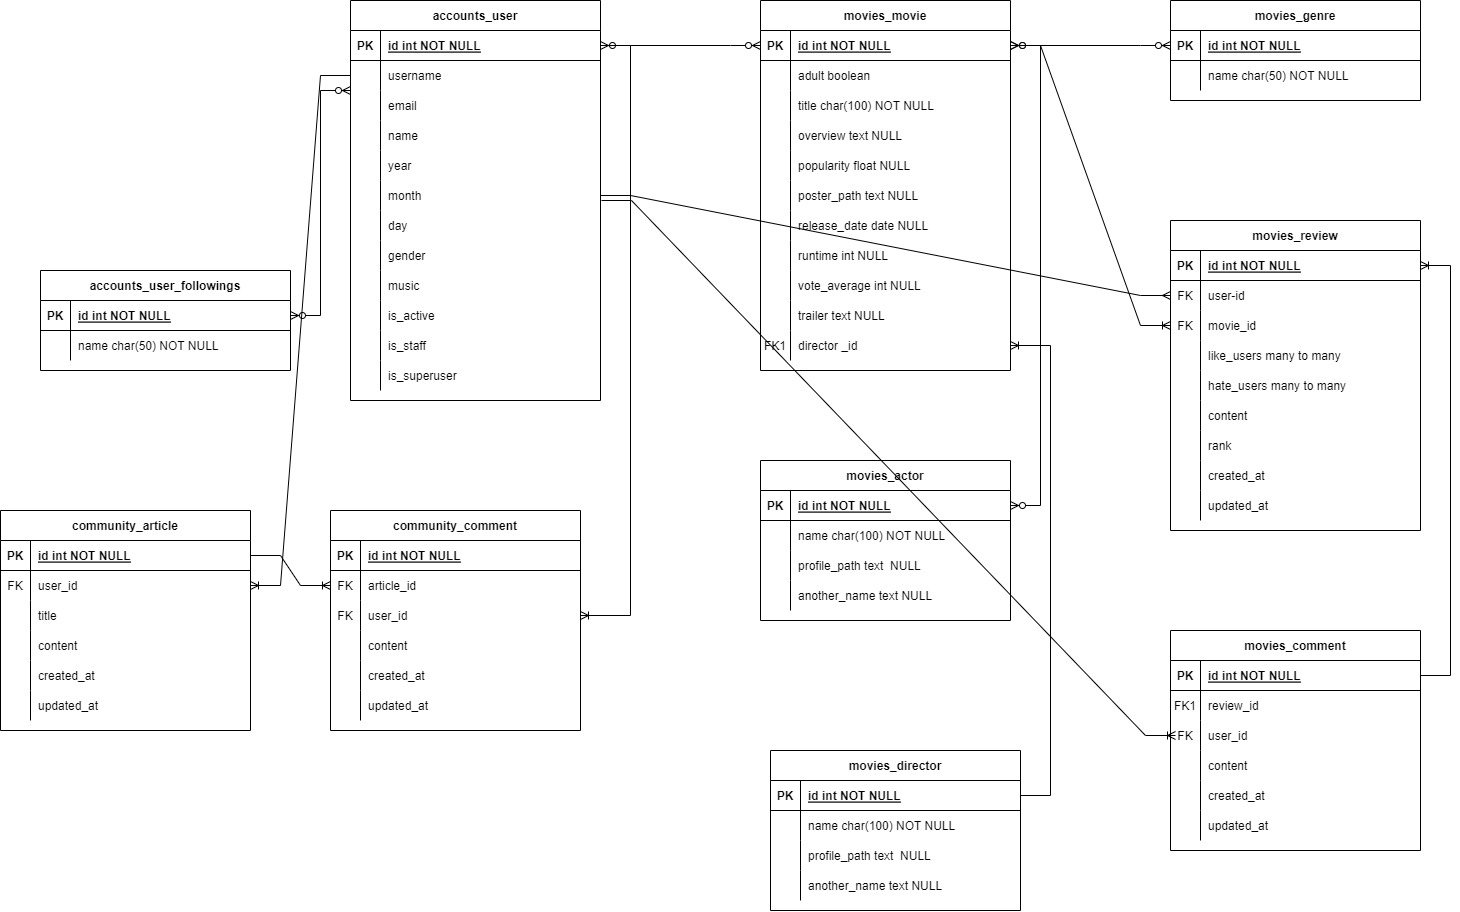 accounts_user
PK id int NOT NULL
username
email
name
year
month
day
gender
music
is_active
is_staff
is_superuser
movies_movie
PK id int NOT NULL
adult boolean
title char(100) NOT NULL
overview text NULL
popularity float NULL
poster_path text NULL
release_date date NULL
runtime int NULL
vote_average int NULL
trailer text NULL
FK1 director _id
movies_genre
PK id int NOT NULL
name char(50) NOT NULL
movies_review
PK id int NOT NULL
FK user-id
FK movie_id
like_users many to many
hate_users many to many
content
rank
created_at
updated_at
accounts_user_followings
PK id int NOT NULL
name char(50) NOT NULL
community_article
PK id int NOT NULL
FK user_id
title
content
created_at
updated_at
community_comment
PK id int NOT NULL
FK article_id
FK user_id
content
created_at
updated_at
movies_actor
PK id int NOT NULL
name char(100) NOT NULL
profile_path text  NULL
another_name text NULL
movies_comment
PK id int NOT NULL
FK1 review_id
FK user_id
content
created_at
updated_at
movies_director
PK id int NOT NULL
name char(100) NOT NULL
profile_path text  NULL
another_name text NULL